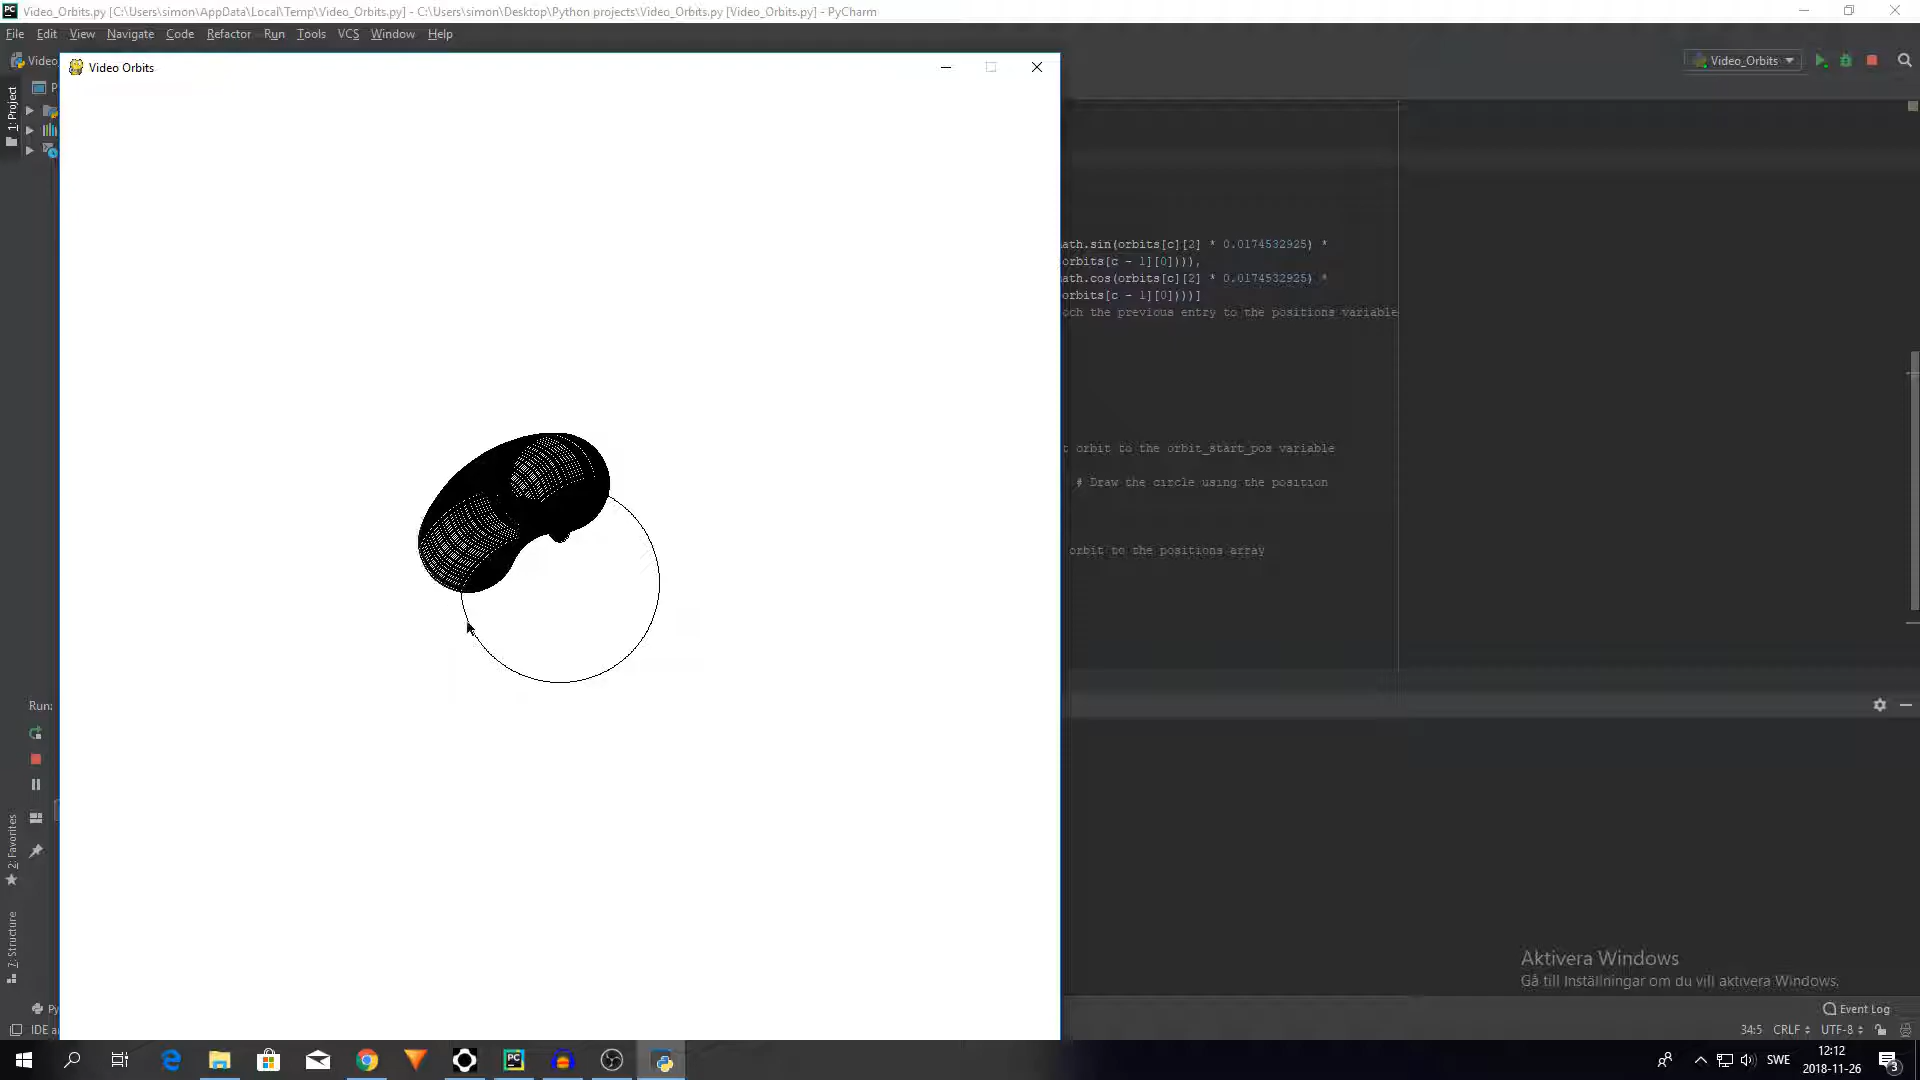 Video_Orbits.py [C:\Users\simon\AppData\Local\Temp\Video_Orbits.py] - C:\Users\simon\Desktop\Python projects\Video_Orbits.py [Video_Orbits.py] - PyCharm
File Edit View Navigate Code Refactor Run Tools VCS Window Help
Video
Video_Orbits
Video Orbits
P
1: Project
ath.sin(orbits[c][2] * 0.0174532925) *
orbits[c - 1][0]))),
ath.cos(orbits[c][2] * 0.0174532925) *
orbits[c - 1][0])))]
och the previous entry to the positions variable
t orbit to the orbit_start_pos variable
# Draw the circle using the position
orbit to the positions array
Run:
2: Favorites
7: Structure
Aktivera Windows
Gå till Inställningar om du vill aktivera Windows.
Py
Event Log
IDE a
34:5 CRLF UTF-8
SWE
12:12
2018-11-26
3